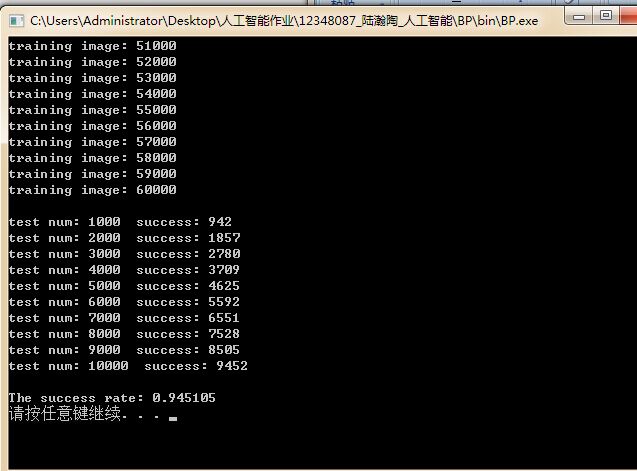 C:\Users\Administrator\Desktop\人工智能作业\12348087_陆瀚陶_人工智能\BP\bin\BP.exe
training image: 51000
training image: 52000
training image: 53000
training image: 54000
training image: 55000
training image: 56000
training image: 57000
training image: 58000
training image: 59000
training image: 60000
test num: 1000 success: 942
test num: 2000 success: 1857
test num: 3000 success: 2780
test num: 4000 success: 3709
test num: 5000 success: 4625
test num: 6000 success: 5592
test num: 7000 success: 6551
test num: 8000 success: 7528
test num: 9000 success: 8505
test num: 10000 success: 9452
The success rate: 0.945105
请按任意键继续. . .